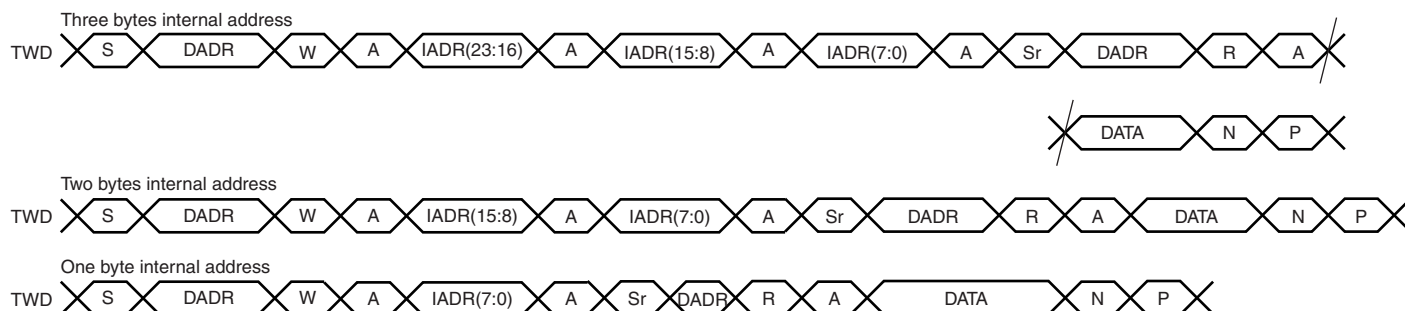 Three bytes internal address
TWD S DADR W A IADR(23:16) A IADR(15:8) A IADR(7:0) A Sr DADR R A
DATA N P
Two bytes internal address
TWD S DADR W A IADR(15:8) A IADR(7:0) A Sr DADR R A DATA N P
One byte internal address
TWD S DADR W A IADR(7:0) A Sr DADR R A DATA N P